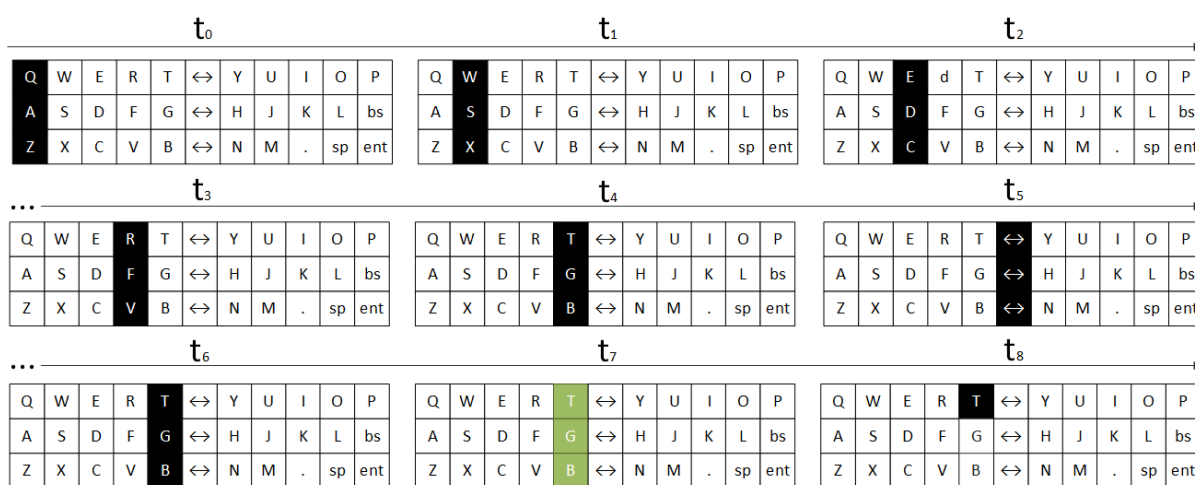 t0 t1 t2
Q W E R T ↔ Y U I O P Q W E R T ↔ Y U I O P Q W E d T ↔ Y U I O P
A S D F G ↔ H J K L bs A S D F G ↔ H J K L bs A S D F G ↔ H J K L bs
Z X C V B ↔ N M . sp ent Z X C V B ↔ N M . sp ent Z X C V B ↔ N M . sp ent
... t3 t4 t5
Q W E R T ↔ Y U I O P Q W E R T ↔ Y U I O P Q W E R T ↔ Y U I O P
A S D F G ↔ H J K L bs A S D F G ↔ H J K L bs A S D F G ↔ H J K L bs
Z X C V B ↔ N M . sp ent Z X C V B ↔ N M . sp ent Z X C V B ↔ N M . sp ent
... t6 t7 t8
Q W E R T ↔ Y U I O P Q W E R T ↔ Y U I O P Q W E R T ↔ Y U I O P
A S D F G ↔ H J K L bs A S D F G ↔ H J K L bs A S D F G ↔ H J K L bs
Z X C V B ↔ N M . sp ent Z X C V B ↔ N M . sp ent Z X C V B ↔ N M . sp ent